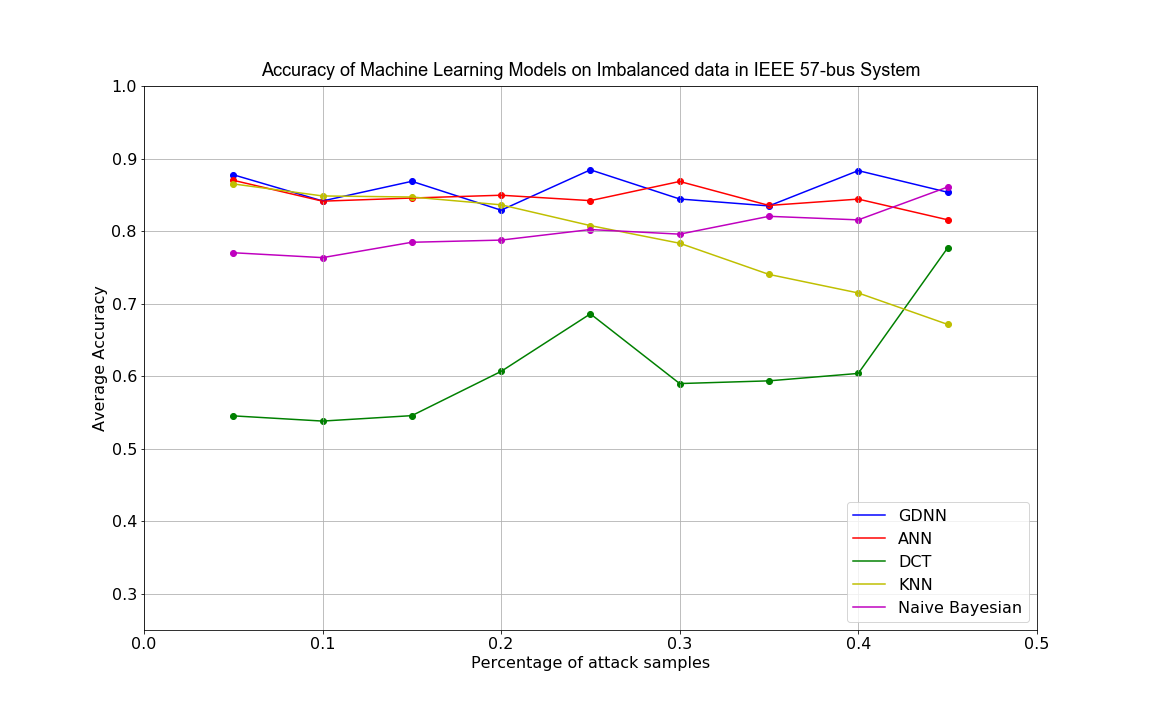 Accuracy of Machine Learning Models on Imbalanced data in IEEE 57-bus System
1.0
0.9
0.8
0.7
0.6
0.5
0.4
0.3
Average Accuracy
GDNN
ANN
DCT
KNN
Naive Bayesian
0.0 0.1 0.2 0.3 0.4 0.5
Percentage of attack samples